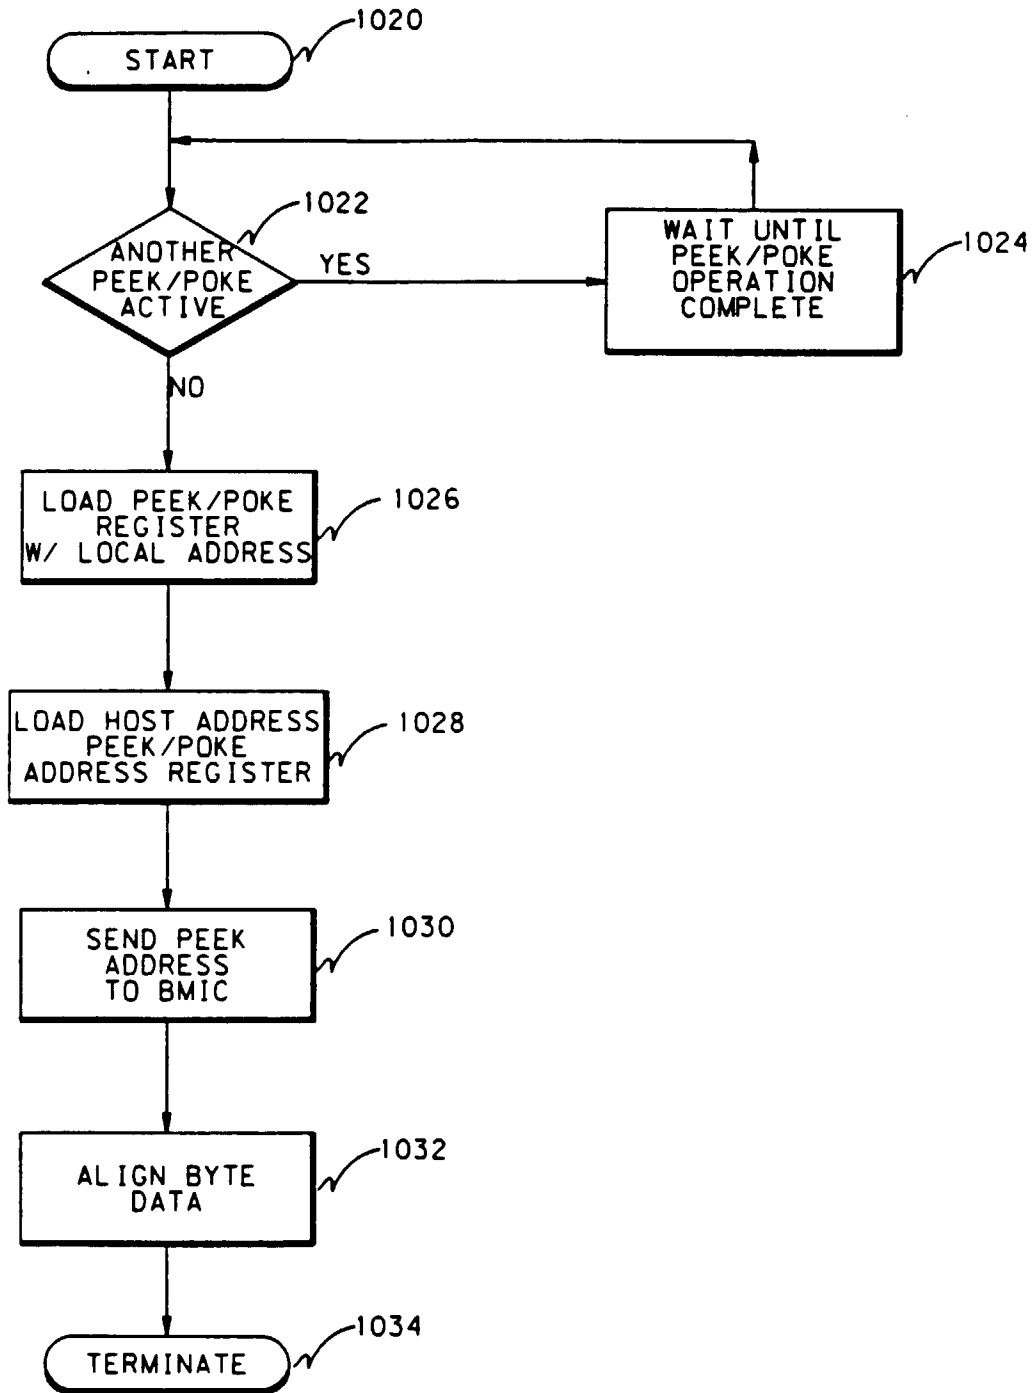 1020
START
1022
ANOTHER
PEEK/POKE
ACTIVE
YES
WAIT UNTIL
PEEK/POKE
OPERATION
COMPLETE
1024
NO
LOAD PEEK/POKE
REGISTER
W/ LOCAL ADDRESS
1026
LOAD HOST ADDRESS
PEEK/POKE
ADDRESS REGISTER
1028
SEND PEEK
ADDRESS
TO BMIC
1030
ALIGN BYTE
DATA
1032
TERMINATE
1034